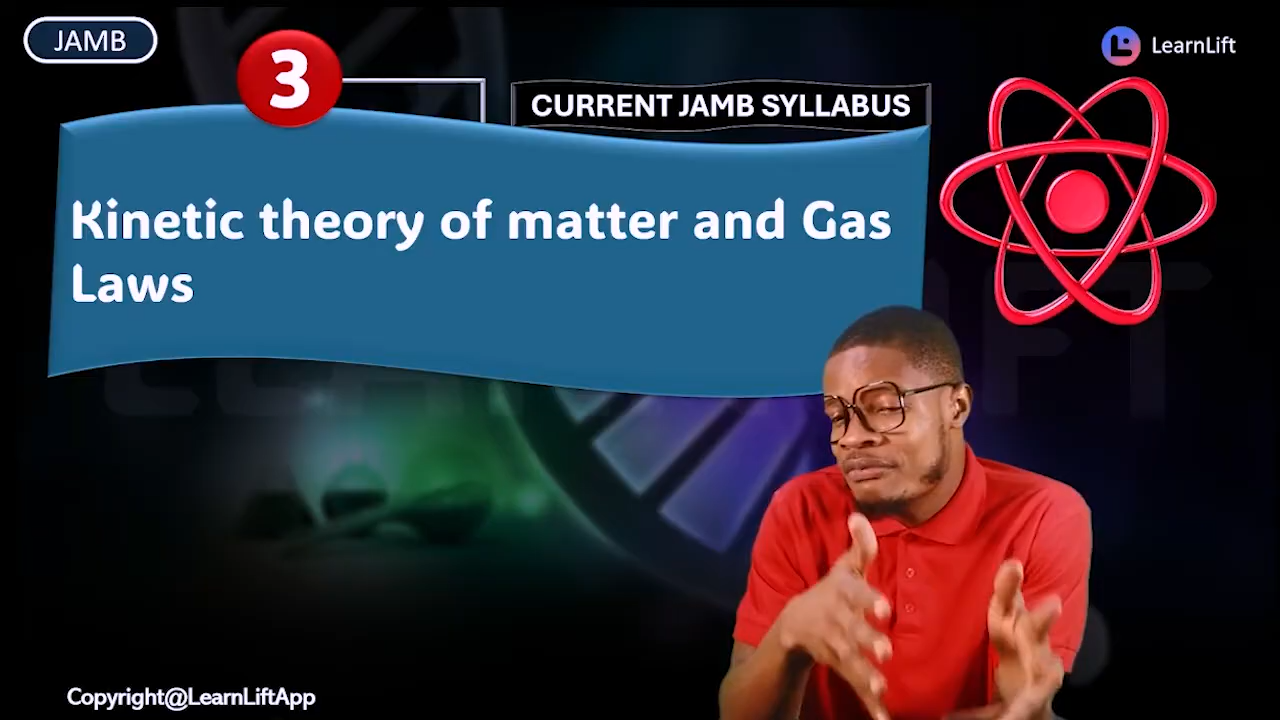 JAMB
LearnLift
3
CURRENT JAMB SYLLABUS
Kinetic theory of matter and Gas
Laws
Copyright@LearnLiftApp